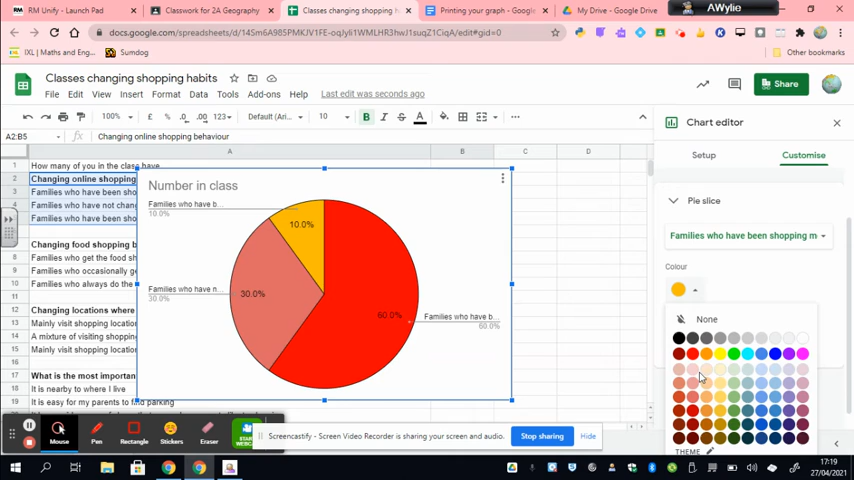 RM Unify - Launch Pad
Classwork for 2A Geography
Classes changing shopping h
Printing your graph - Google
My Drive - Google Drive
AWylie
docs.google.com/spreadsheets/d/14Sm6A985PMKJV1FE-oqJyIi1WMLHR3wJ1suqZ1CiqA/edit#gid=0
IXL | Maths and Eng...
Sumdog
Other bookmarks
Classes changing shopping habits
File Edit View Insert Format Data Tools Add-ons Help Last edit was seconds ago
Share
100% £ % .0 .00 123 Default (Ari... 10 B I S A
A2:B5 fx Changing online shopping behaviour
A B C D
1 How many of you in the class have
2 Changing online shopping
3 Families who have been sho
4 Families who have not chang
5 Families who have been sho
6
7 Changing food shopping b
8 Families who get the food sh
9 Families who occasionally ge
10 Families who always do the
11
12 Changing locations where
13 Mainly visit shopping location
14 A mixture of visiting shopping
15 Mainly visit shopping location
16
17 What is the most important
18 It is nearby to where I live
19 It is easy for my parents to find parking
Number in class
Families who have b...
10.0%
10.0%
Families who have n...
30.0%
30.0%
60.0%
Families who have b...
60.0%
Chart editor
Setup
Customise
Pie slice
Families who have been shopping m
Colour
None
THEME
Mouse
Pen
Rectangle
Stickers
Eraser
Screencastify - Screen Video Recorder is sharing your screen and audio.
Stop sharing
Hide
17:19
27/04/2021